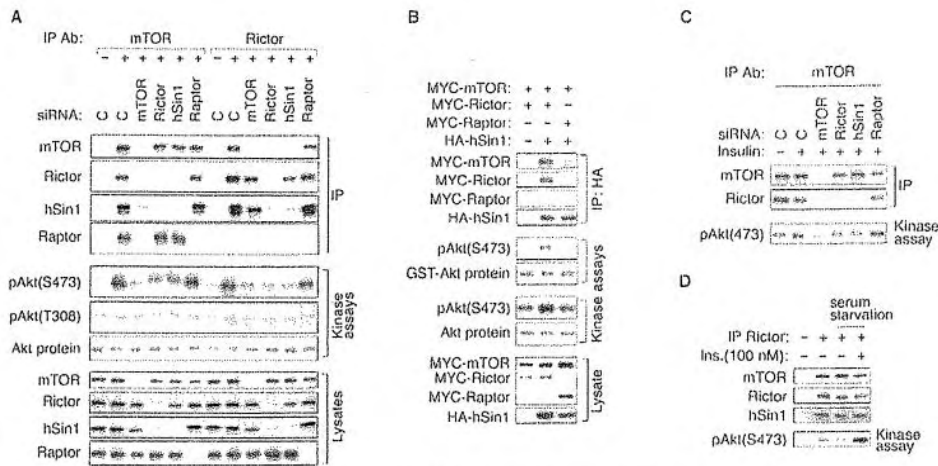 A
IP Ab: mTOR Rictor
− + + + + + − + + + + +
siRNA: C C mTOR Rictor hSin1 Raptor C C mTOR Rictor hSin1 Raptor
mTOR
Rictor
hSin1
Raptor
IP
pAkt(S473)
pAkt(T308)
Akt protein
Kinase assays
mTOR
Rictor
hSin1
Raptor
Lysates
B
MYC-mTOR: + + +
MYC-Rictor: + + −
MYC-Raptor: − − +
HA-hSin1: − + +
MYC-mTOR
MYC-Rictor
MYC-Raptor
HA-hSin1
IP: HA
pAkt(S473)
GST-Akt protein
pAkt(S473)
Akt protein
Kinase assays
MYC-mTOR
MYC-Rictor
MYC-Raptor
HA-hSin1
Lysate
C
IP Ab: mTOR
siRNA: C C mTOR Rictor hSin1 Raptor
Insulin: − + + + + +
mTOR
Rictor
IP
pAkt(473)
Kinase assay
D
serum starvation
IP Rictor: − + + +
Ins.(100 nM): − − − +
mTOR
Rictor
hSin1
pAkt(S473)
Kinase assay